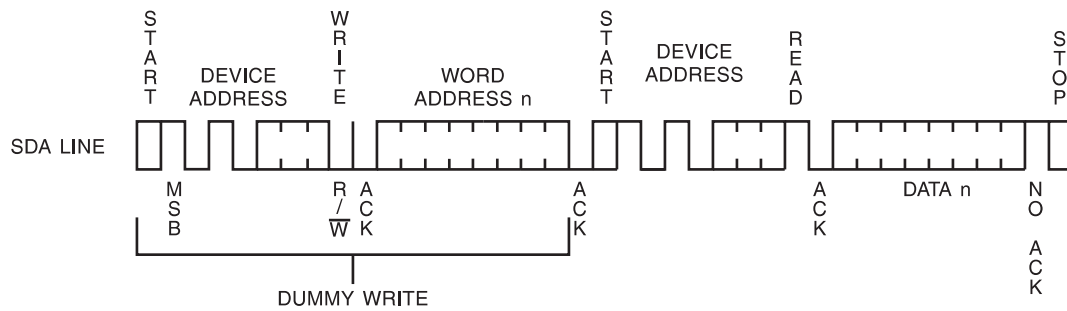 START
WRITE
START
READ
STOP
DEVICE
ADDRESS
WORD
ADDRESS n
DEVICE
ADDRESS
SDA LINE
MSB
R/W
ACK
ACK
ACK
DATA n
NO ACK
DUMMY WRITE